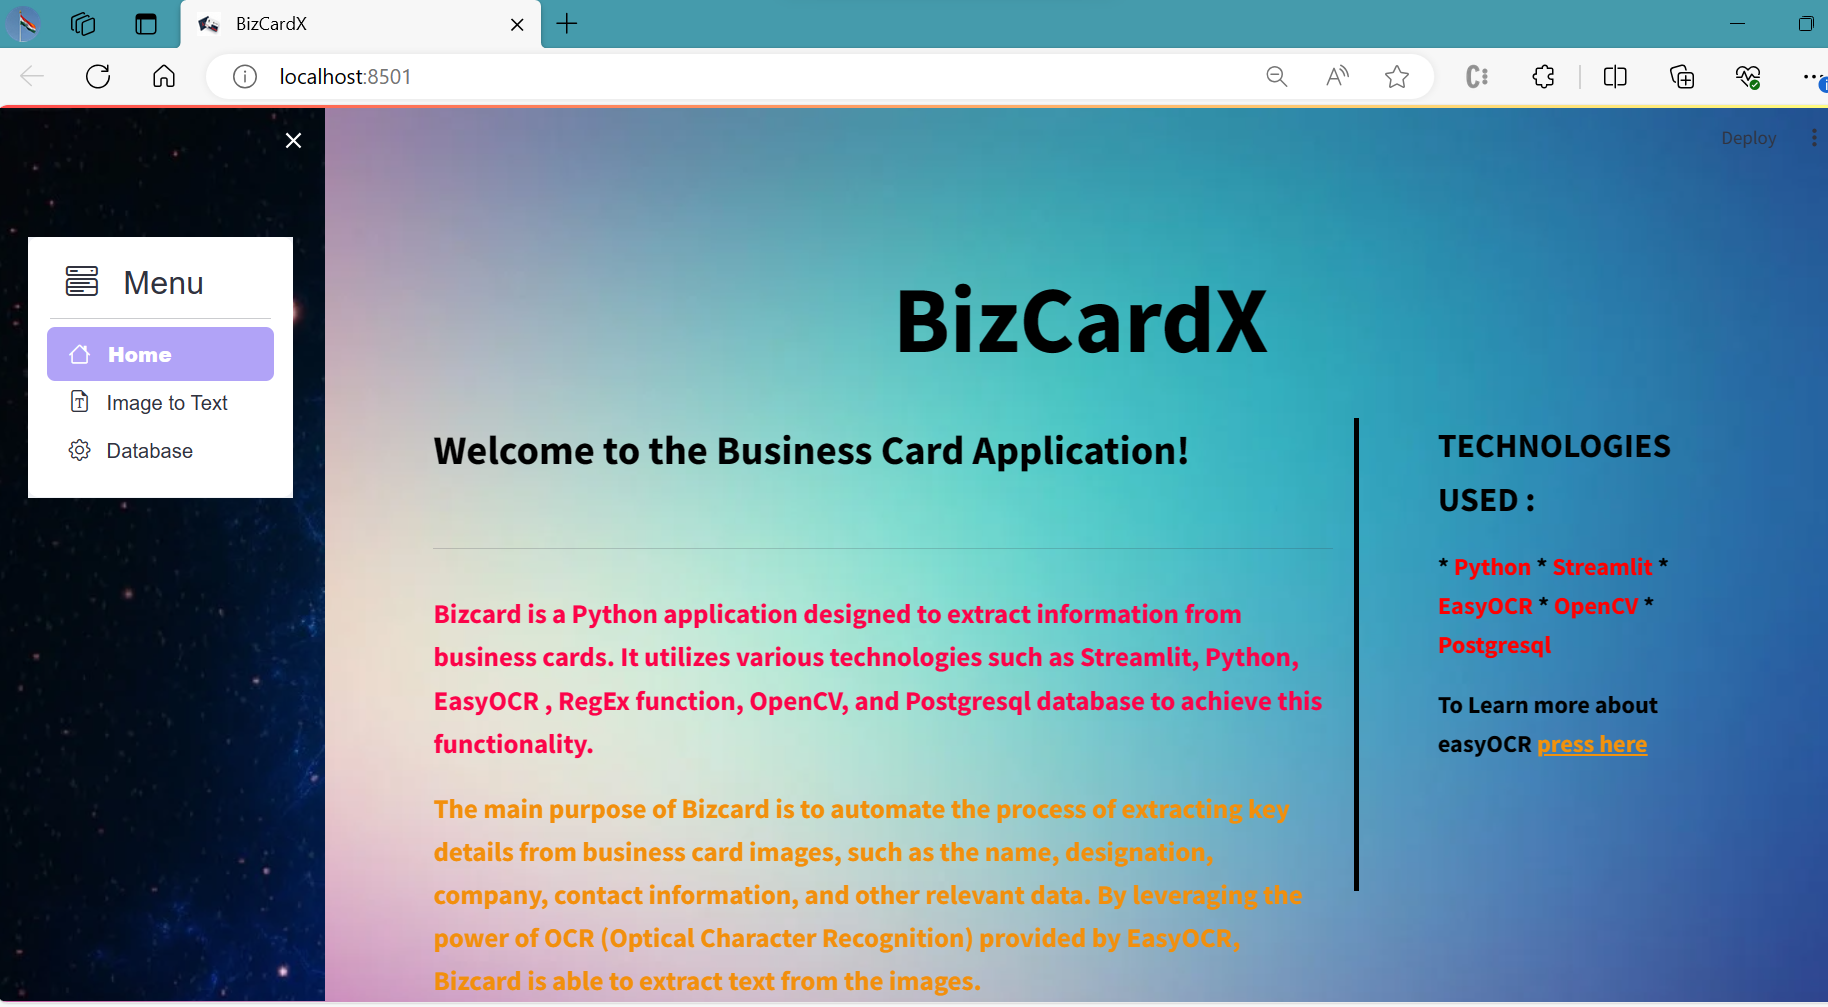 BizCardX
localhost:8501
Deploy
Menu
Home
Image to Text
Database
BizCardX
Welcome to the Business Card Application!
Bizcard is a Python application designed to extract information from
business cards. It utilizes various technologies such as Streamlit, Python,
EasyOCR , RegEx function, OpenCV, and Postgresql database to achieve this
functionality.
The main purpose of Bizcard is to automate the process of extracting key
details from business card images, such as the name, designation,
company, contact information, and other relevant data. By leveraging the
power of OCR (Optical Character Recognition) provided by EasyOCR,
Bizcard is able to extract text from the images.
TECHNOLOGIES
USED :
* Python * Streamlit *
EasyOCR * OpenCV *
Postgresql
To Learn more about
easyOCR press here